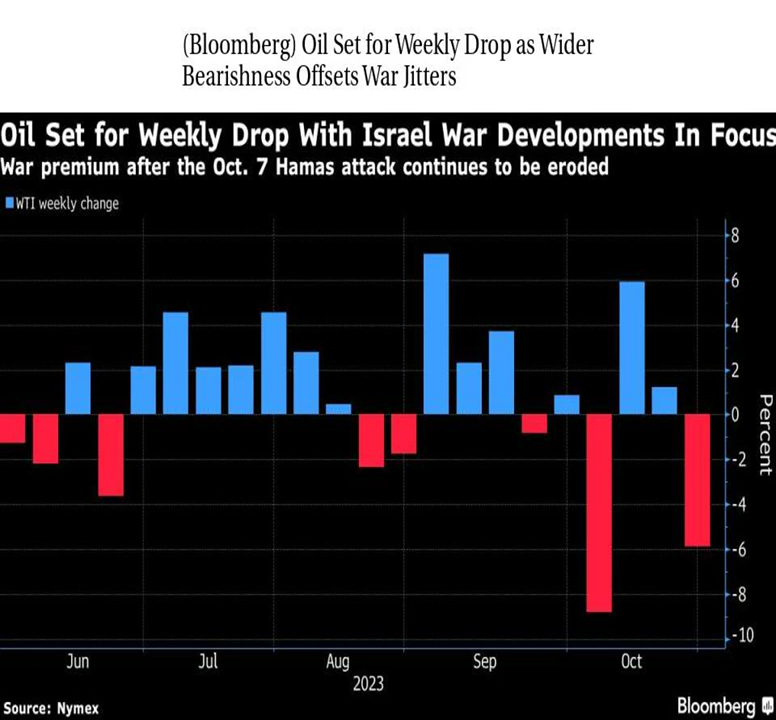 (Bloomberg) Oil Set for Weekly Drop as Wider
Bearishness Offsets War Jitters
Oil Set for Weekly Drop With Israel War Developments In Focus
War premium after the Oct. 7 Hamas attack continues to be eroded
WTI weekly change
8
6
4
2
0
-2
-4
-6
-8
-10
Percent
Jun Jul Aug Sep Oct
2023
Source: Nymex
Bloomberg